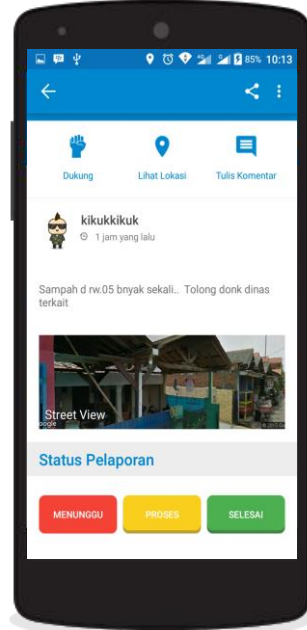 85% 10:13
Dukung
Lihat Lokasi
Tulis Komentar
kikukkikuk
1 jam yang lalu
Sampah d rw.05 bnyak sekali.. Tolong donk dinas
terkait
Street View
Status Pelaporan
MENUNGGU
PROSES
SELESAI